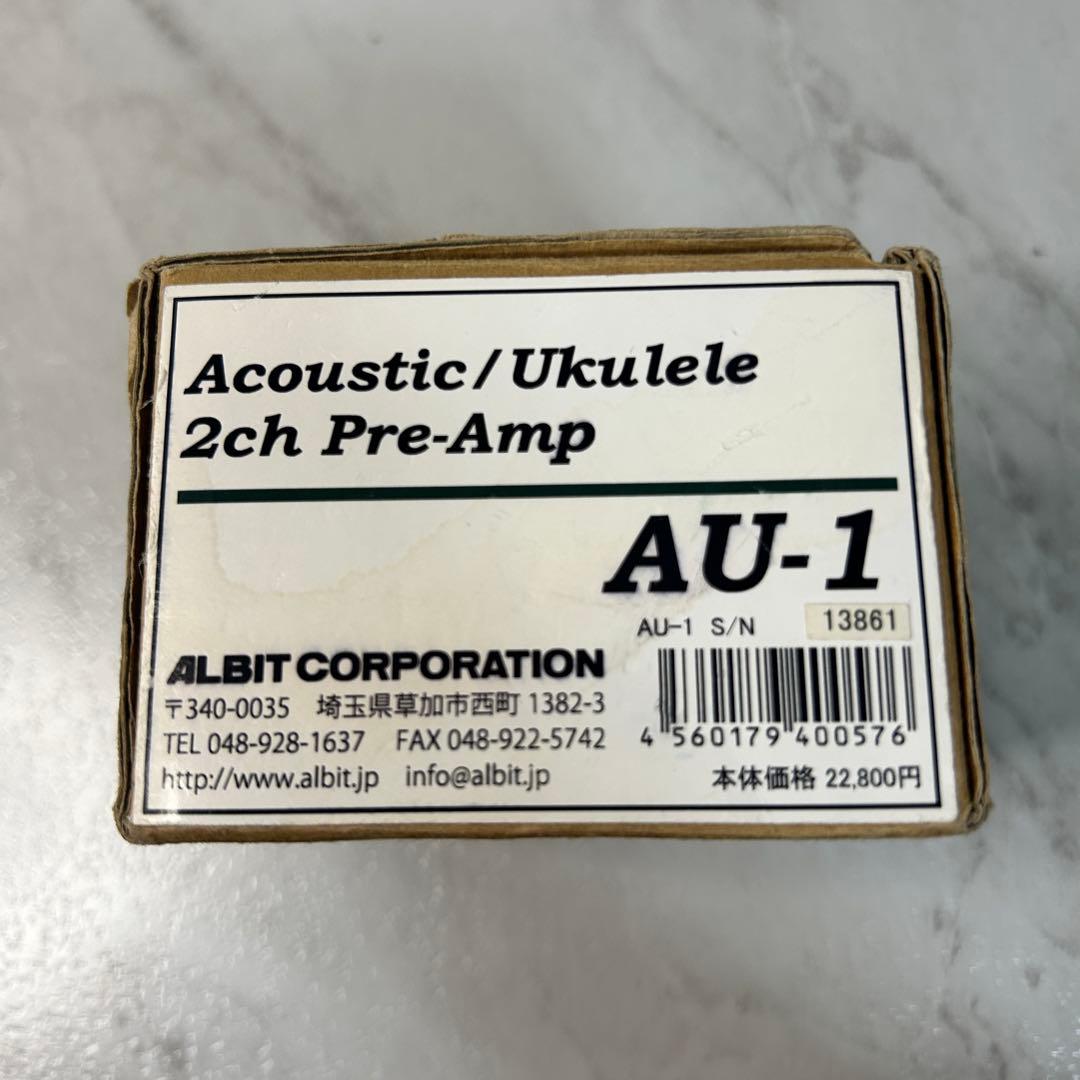 Acoustic/Ukulele
2ch Pre-Amp
AU-1
AU-1 S/N 13861
ALBIT CORPORATION
〒340-0035 埼玉県草加市西町 1382-3
TEL 048-928-1637 FAX 048-922-5742
http://www.albit.jp info@albit.jp
4 560179 400576
本体価格 22,800円